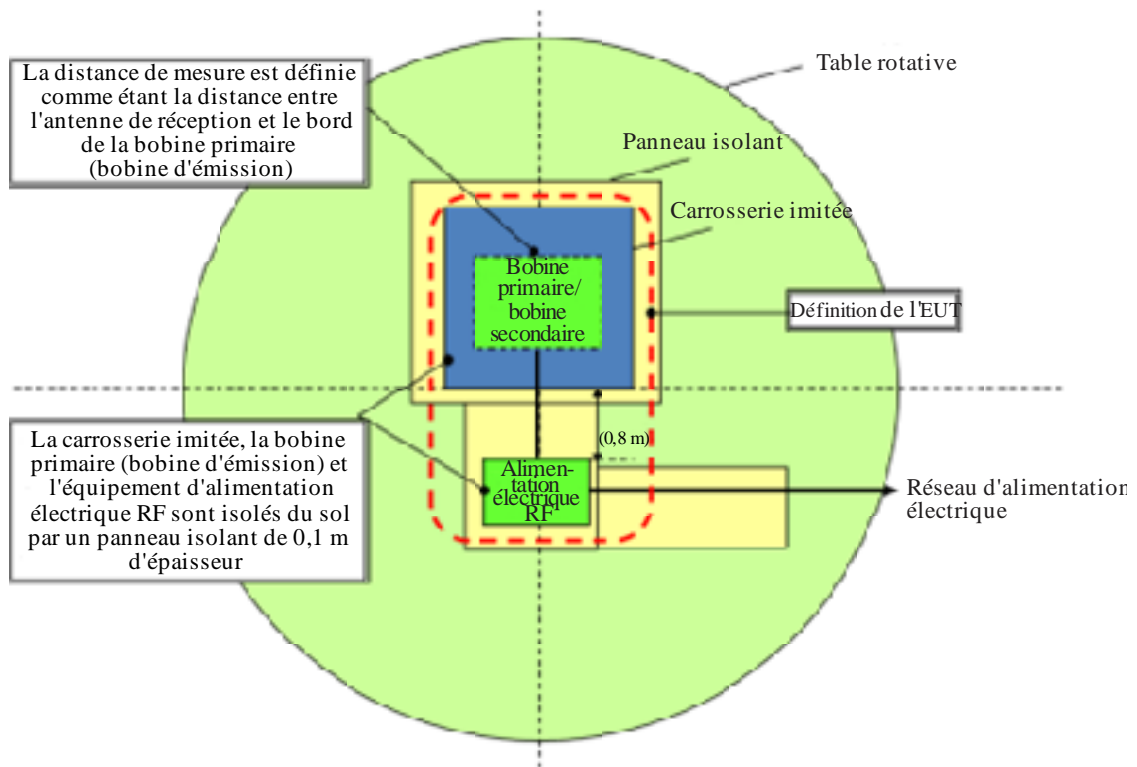 La distance de mesure est définie
comme étant la distance entre
l'antenne de réception et le bord
de la bobine primaire
(bobine d'émission)
Table rotative
Panneau isolant
Carrosserie imitée
Bobine
primaire/
bobine
secondaire
Définition de l'EUT
La carrosserie imitée, la bobine
primaire (bobine d'émission) et
l'équipement d'alimentation
électrique RF sont isolés du sol
par un panneau isolant de 0,1 m
d'épaisseur
(0,8 m)
Alimen-
tation
électrique
RF
Réseau d'alimentation
électrique